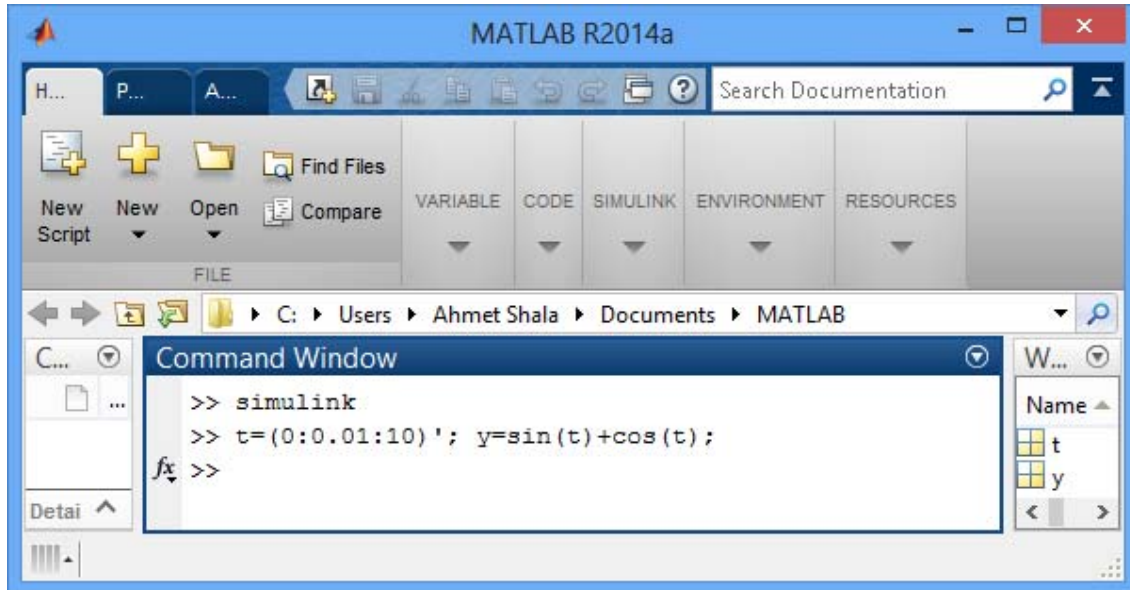 MATLAB R2014a
H... P... A... Search Documentation
New Script
New
Open
Find Files
Compare
FILE
VARIABLE
CODE
SIMULINK
ENVIRONMENT
RESOURCES
C: Users Ahmet Shala Documents MATLAB
C...
...
Detai
Command Window
>> simulink
>> t=(0:0.01:10)'; y=sin(t)+cos(t);
fx >>
W...
Name
t
y